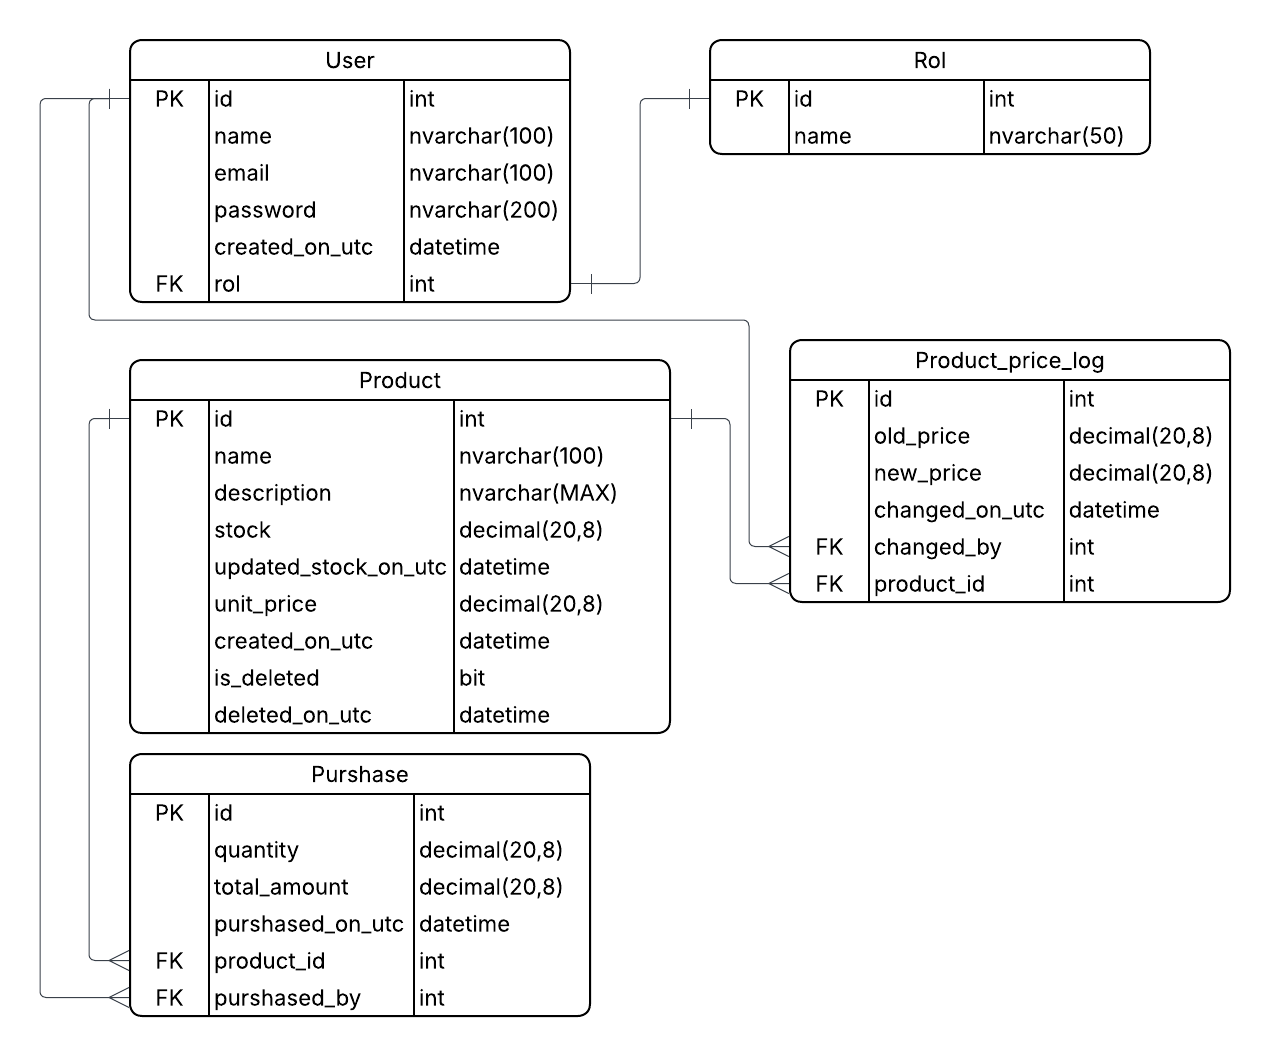 User
PK id int
name nvarchar(100)
email nvarchar(100)
password nvarchar(200)
created_on_utc datetime
FK rol int
Rol
PK id int
name nvarchar(50)
Product
PK id int
name nvarchar(100)
description nvarchar(MAX)
stock decimal(20,8)
updated_stock_on_utc datetime
unit_price decimal(20,8)
created_on_utc datetime
is_deleted bit
deleted_on_utc datetime
Product_price_log
PK id int
old_price decimal(20,8)
new_price decimal(20,8)
changed_on_utc datetime
FK changed_by int
FK product_id int
Purshase
PK id int
quantity decimal(20,8)
total_amount decimal(20,8)
purshased_on_utc datetime
FK product_id int
FK purshased_by int